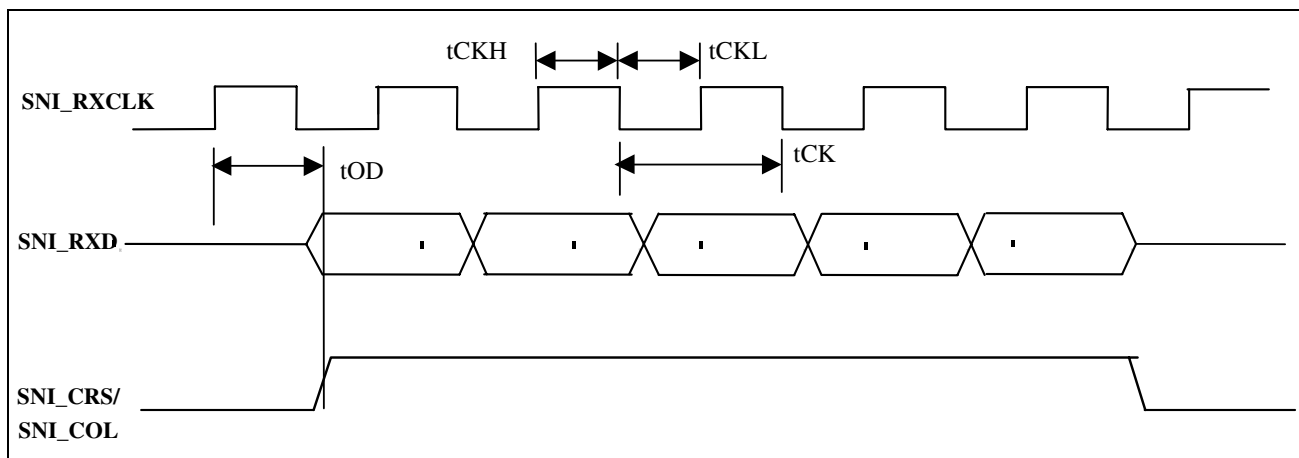 tCKH
tCKL
SNI_RXCLK
tCK
tOD
SNI_RXD
SNI_CRS/
SNI_COL